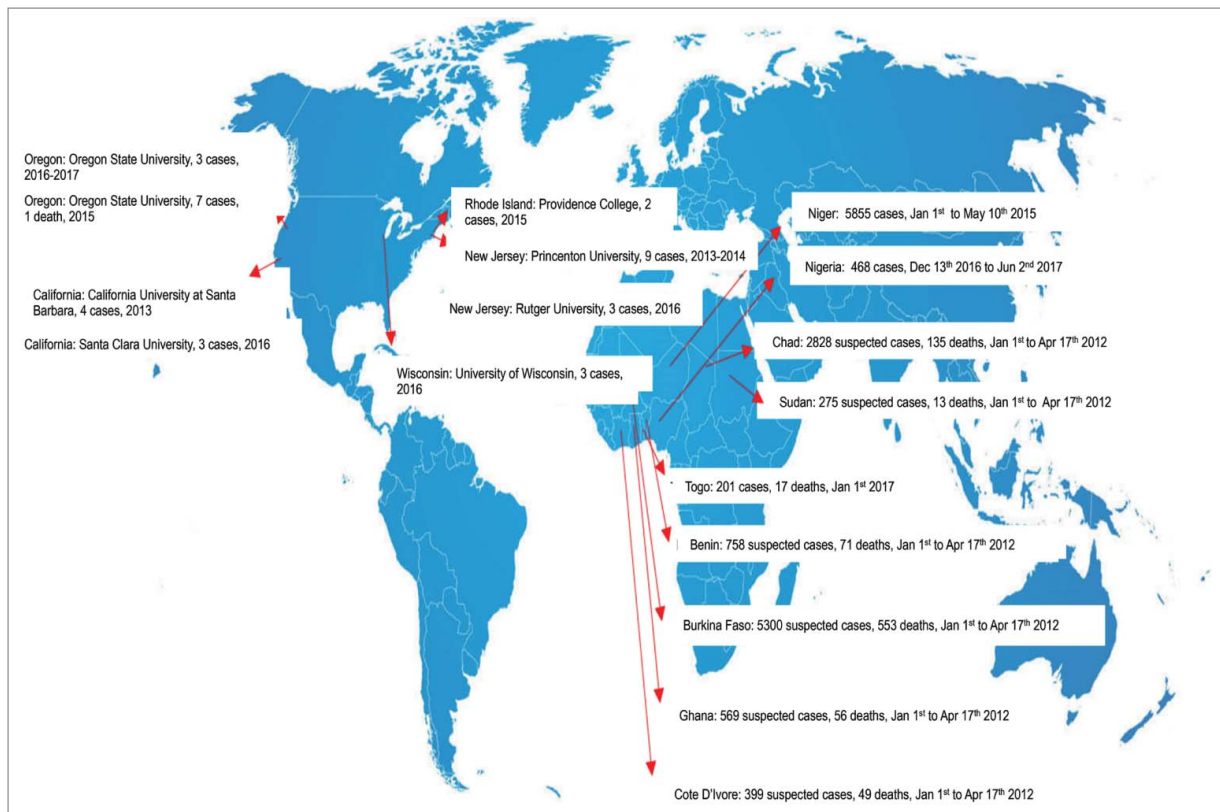 Oregon: Oregon State University, 3 cases,
2016-2017
Oregon: Oregon State University, 7 cases,
1 death, 2015
California: California University at Santa
Barbara, 4 cases, 2013
California: Santa Clara University, 3 cases, 2016
Rhode Island: Providence College, 2
cases, 2015
New Jersey: Princenton University, 9 cases, 2013-2014
New Jersey: Rutger University, 3 cases, 2016
Wisconsin: University of Wisconsin, 3 cases,
2016
Niger: 5855 cases, Jan 1st to May 10th 2015
Nigeria: 468 cases, Dec 13th 2016 to Jun 2nd 2017
Chad: 2828 suspected cases, 135 deaths, Jan 1st to Apr 17th 2012
Sudan: 275 suspected cases, 13 deaths, Jan 1st to Apr 17th 2012
Togo: 201 cases, 17 deaths, Jan 1st 2017
Benin: 758 suspected cases, 71 deaths, Jan 1st to Apr 17th 2012
Burkina Faso: 5300 suspected cases, 553 deaths, Jan 1st to Apr 17th 2012
Ghana: 569 suspected cases, 56 deaths, Jan 1st to Apr 17th 2012
Cote D'Ivore: 399 suspected cases, 49 deaths, Jan 1st to Apr 17th 2012